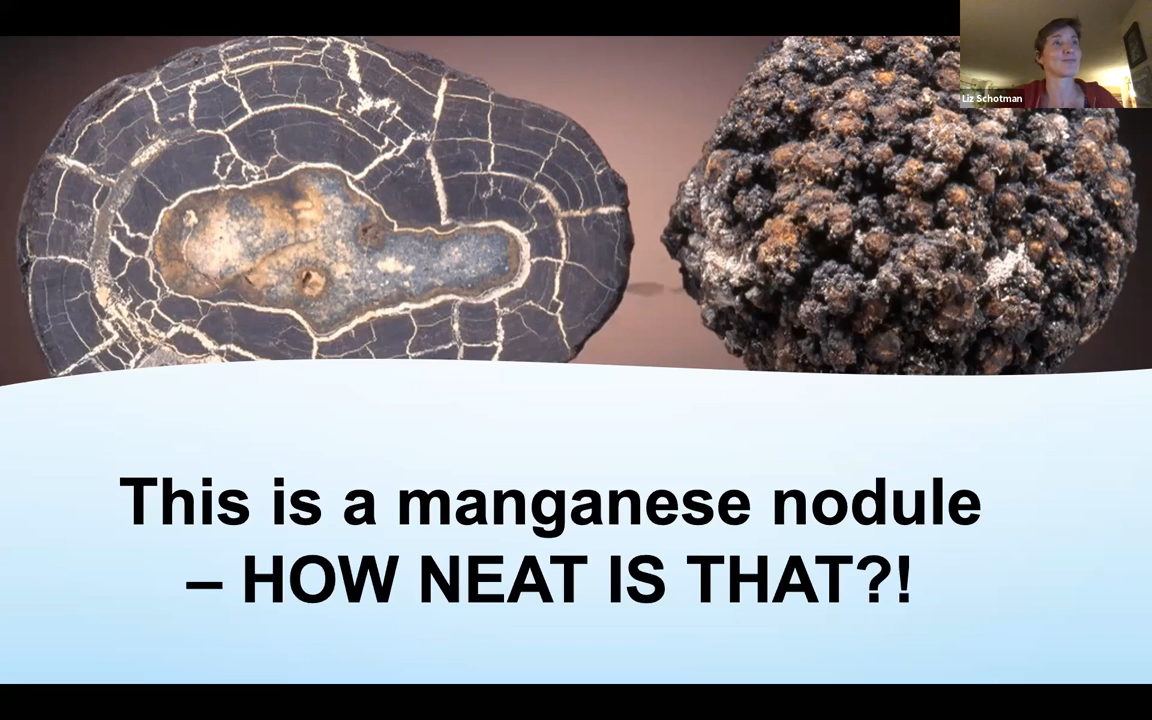 Liz Schotman
This is a manganese nodule
– HOW NEAT IS THAT?!